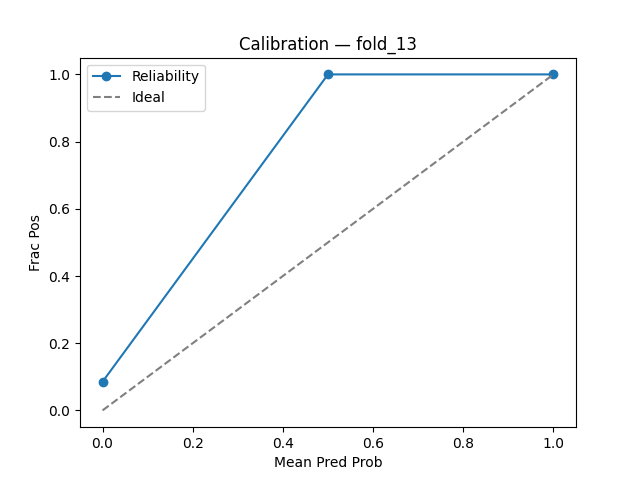 Calibration — fold_13
Reliability
Ideal
Frac Pos
1.0
0.8
0.6
0.4
0.2
0.0
0.0 0.2 0.4 0.6 0.8 1.0
Mean Pred Prob